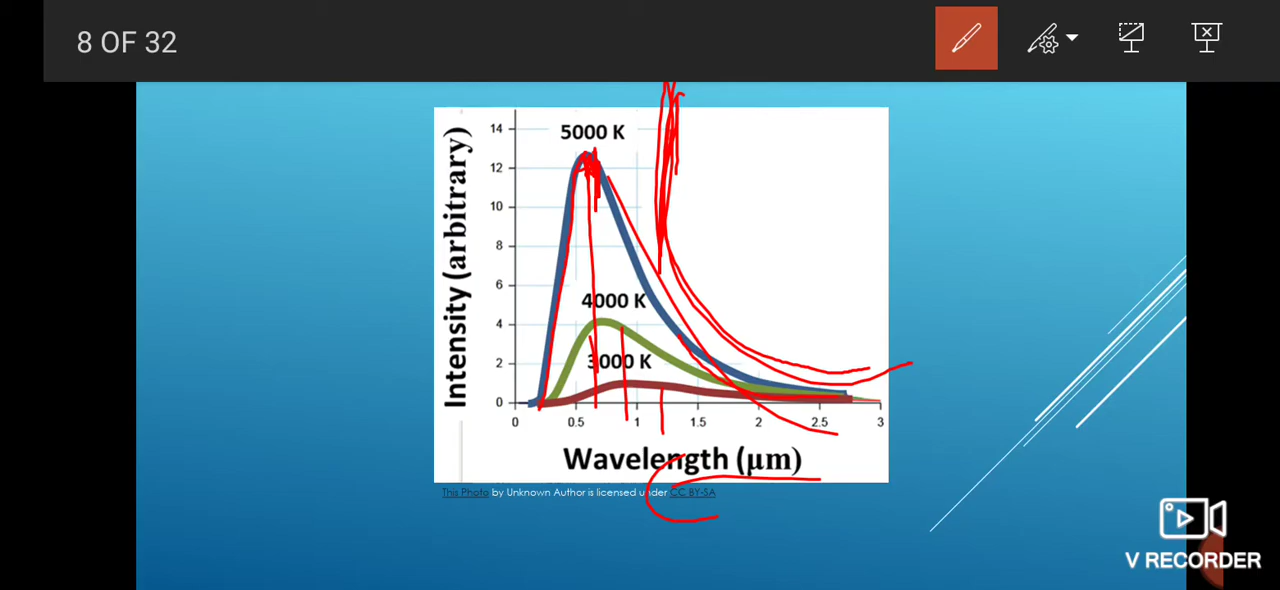 8 OF 32
Intensity (arbitrary)
14
12
10
8
6
4
2
0
5000 K
4000 K
3000 K
0 0.5 1 1.5 2 2.5 3
Wavelength (µm)
This Photo by Unknown Author is licensed under CC BY-SA
V RECORDER